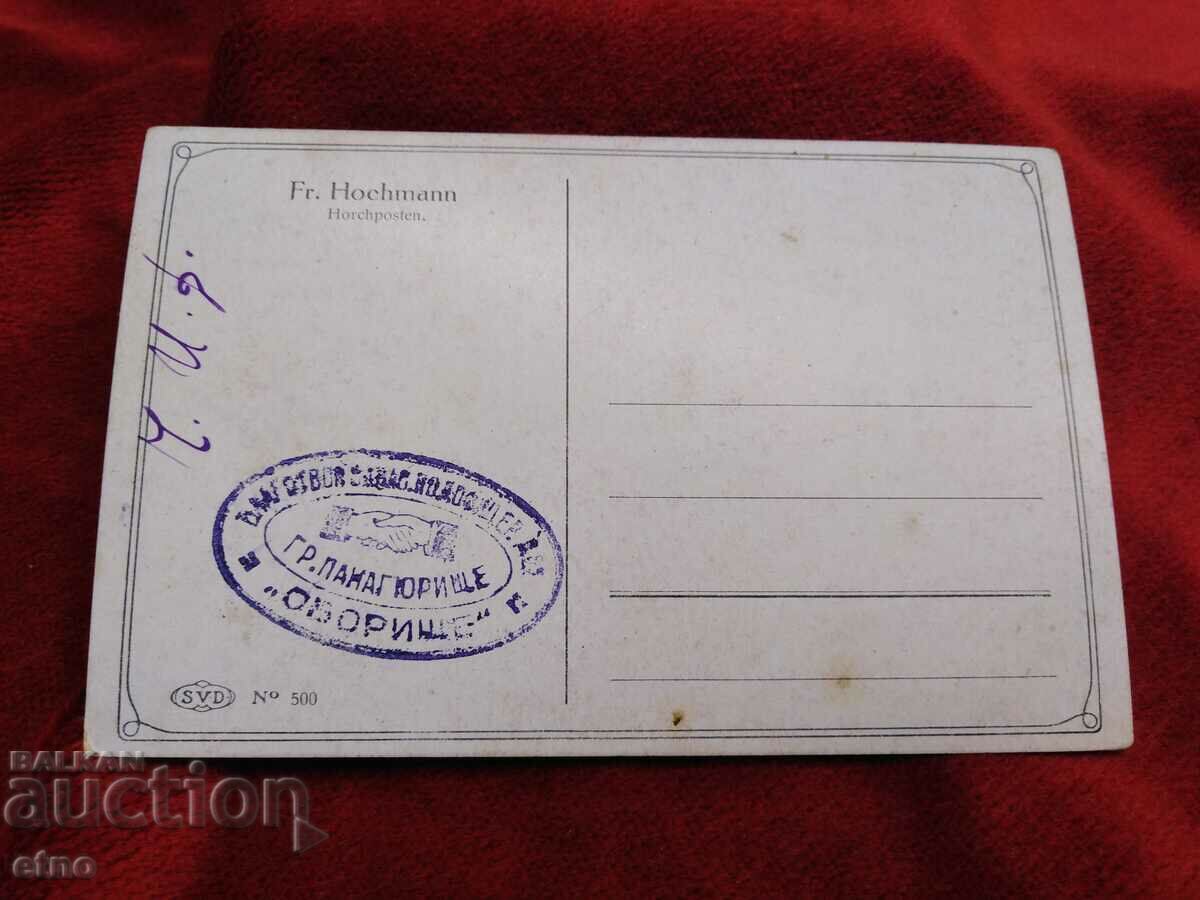 Fr. Hochmann
Horchposten.
ГР. ПАНАГЮРИЩЕ
"ОБОРИЩЕ"
SVD No 500
BALKAN
auction
etno